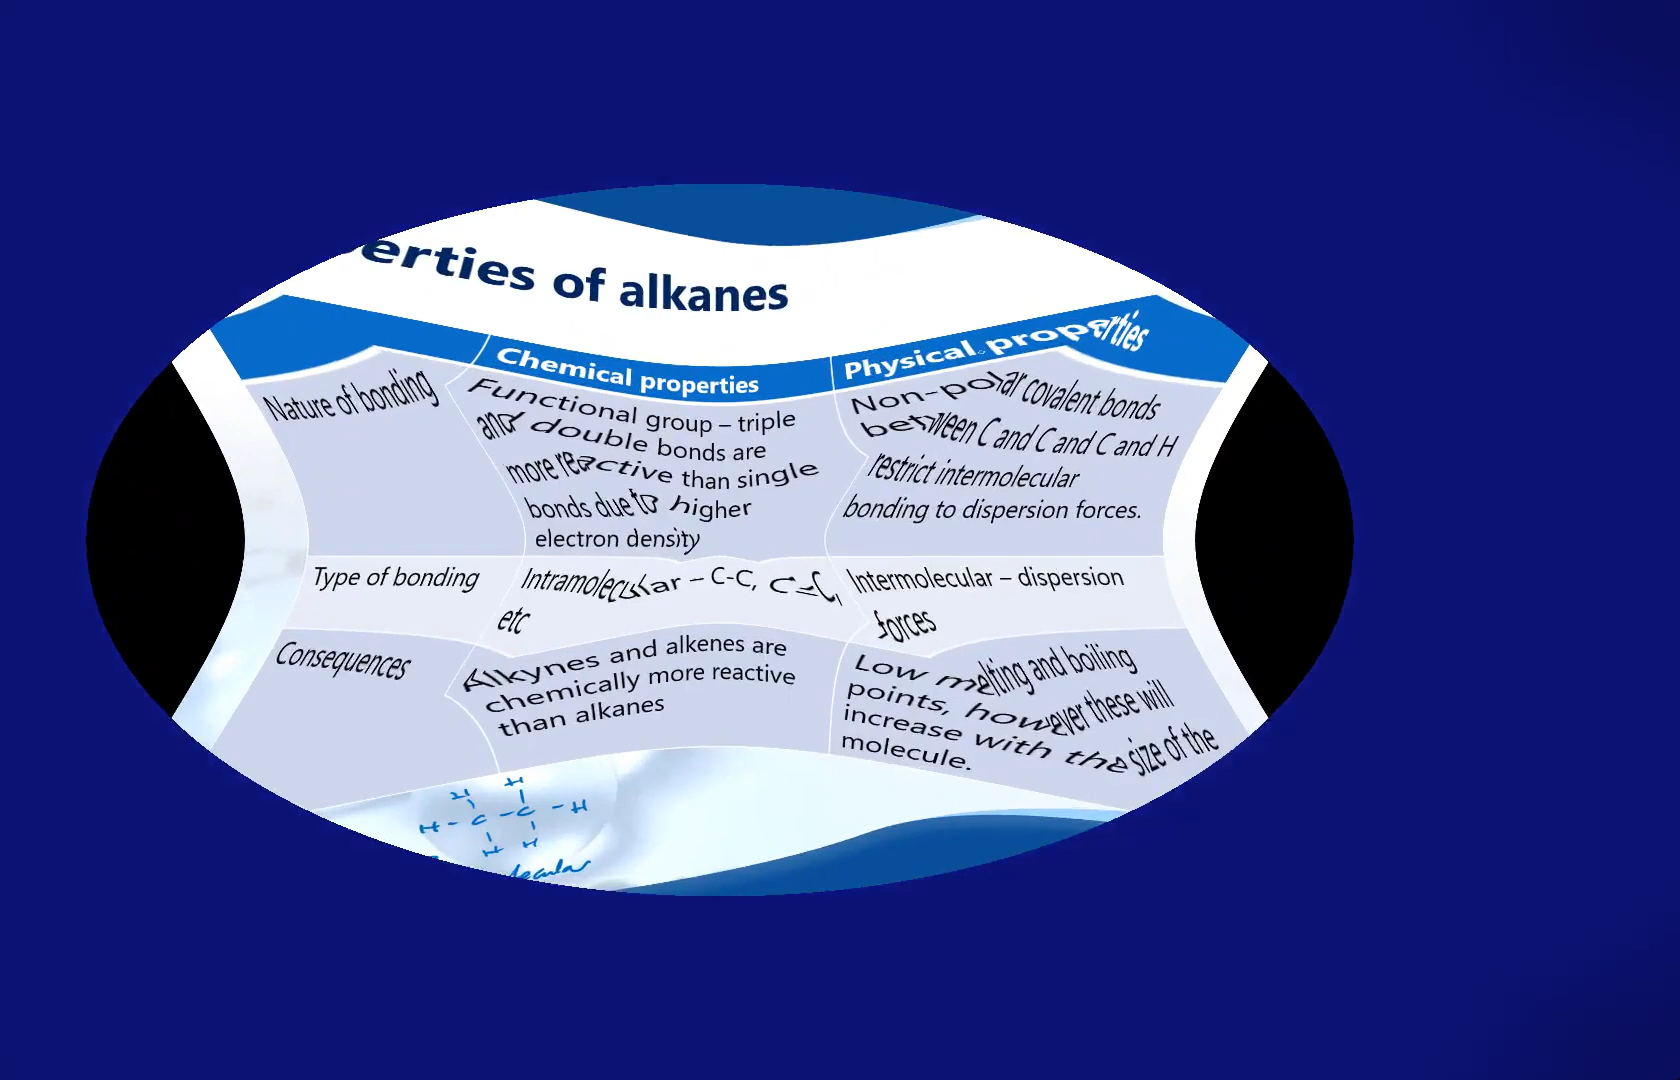 erties of alkanes
Chemical properties
Physical properties
Nature of bonding
Functional group – triple
and double bonds are
more reactive than single
bonds due to higher
electron density
Non-polar covalent bonds
between C and C and C and H
restrict intermolecular
bonding to dispersion forces.
Type of bonding
Intramolecular – C-C, C=C,
etc
Intermolecular – dispersion
forces
Consequences
Alkynes and alkenes are
chemically more reactive
than alkanes
Low melting and boiling
points, however these will
increase with the size of the
molecule.
H H
H - C - C - H
H H